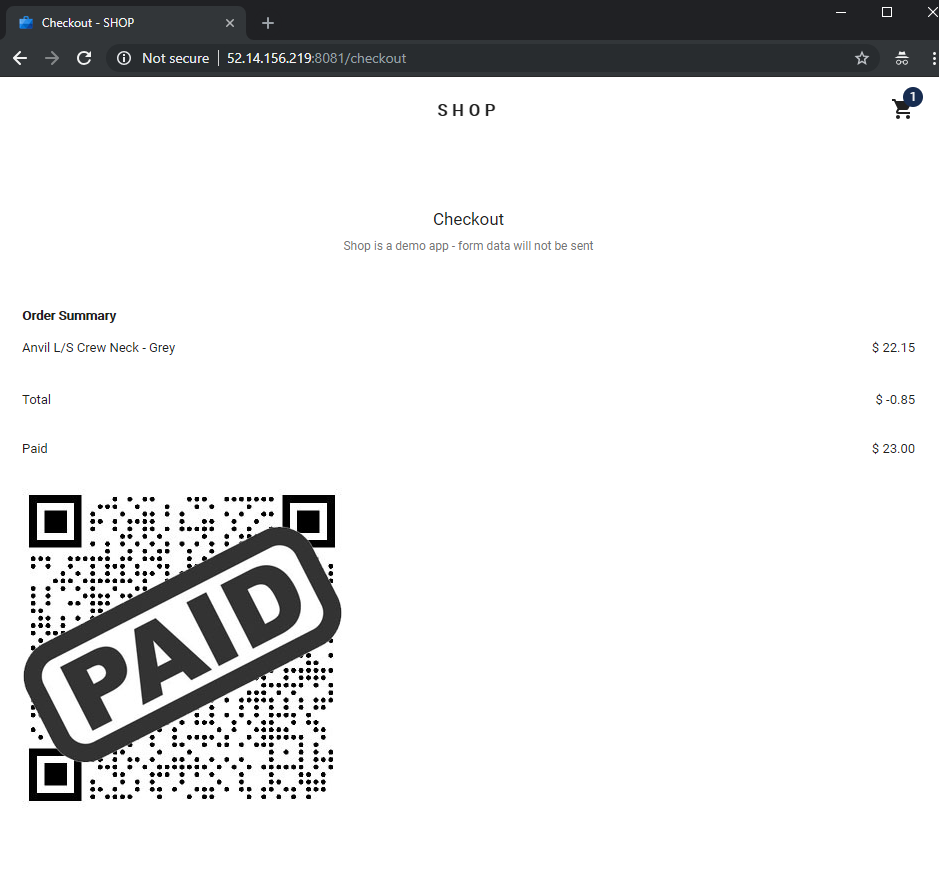 Checkout - SHOP
Not secure 52.14.156.219:8081/checkout
SHOP
1
Checkout
Shop is a demo app - form data will not be sent
Order Summary
Anvil L/S Crew Neck - Grey $ 22.15
Total $ -0.85
Paid $ 23.00
PAID